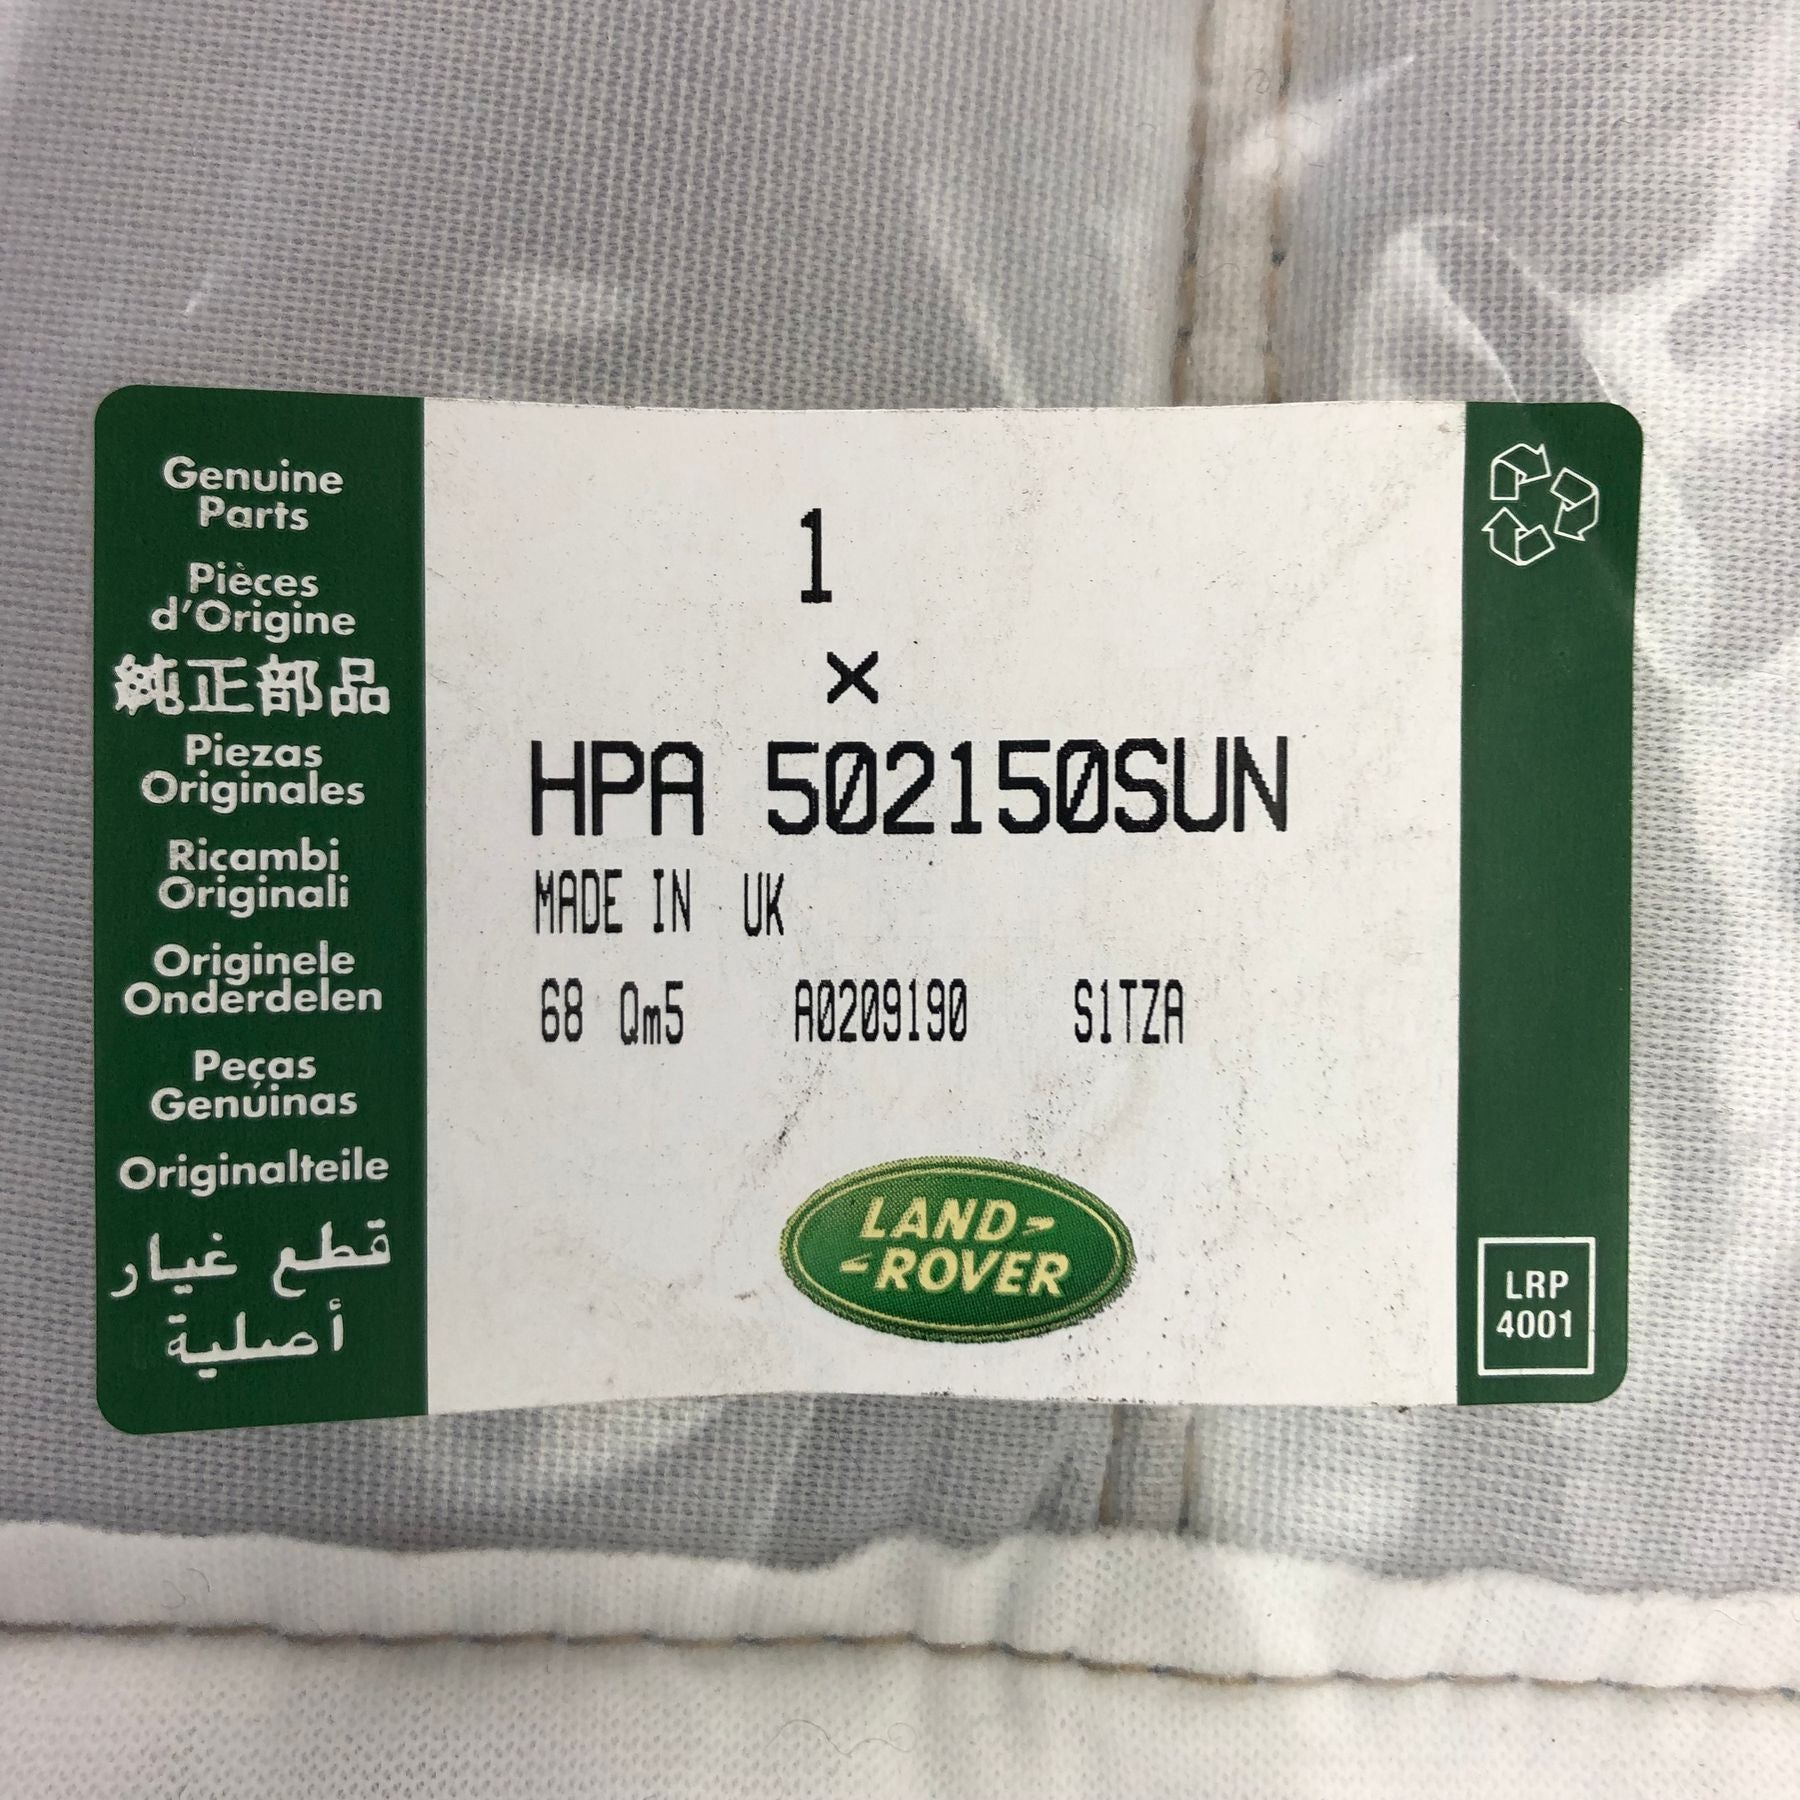 Genuine
Parts
Pièces
d'Origine
純正部品
Piezas
Originales
Ricambi
Originali
Originele
Onderdelen
Peças
Genuinas
Originalteile
قطع غيار
أصلية
1
×
HPA 502150SUN
MADE IN UK
68 Qm5 A0209190 S1TZA
LAND-
-ROVER
LRP
4001